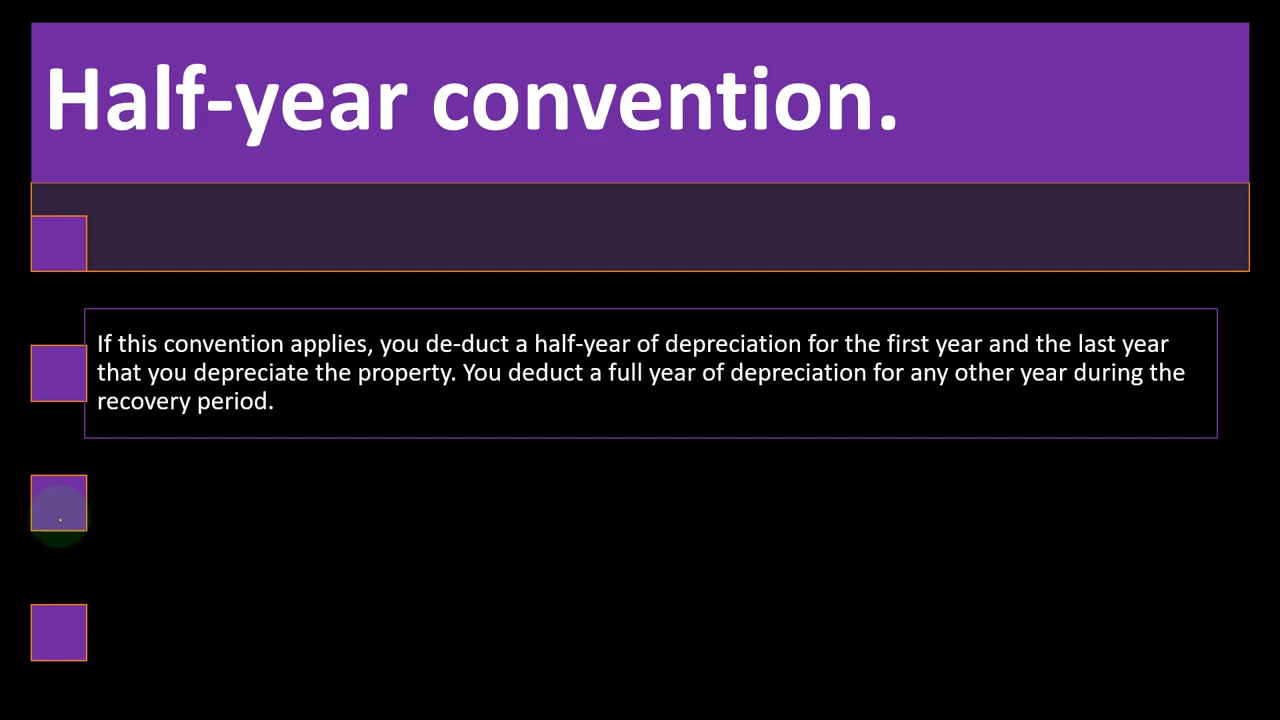 Half-year convention.
If this convention applies, you de-duct a half-year of depreciation for the first year and the last year
that you depreciate the property. You deduct a full year of depreciation for any other year during the
recovery period.